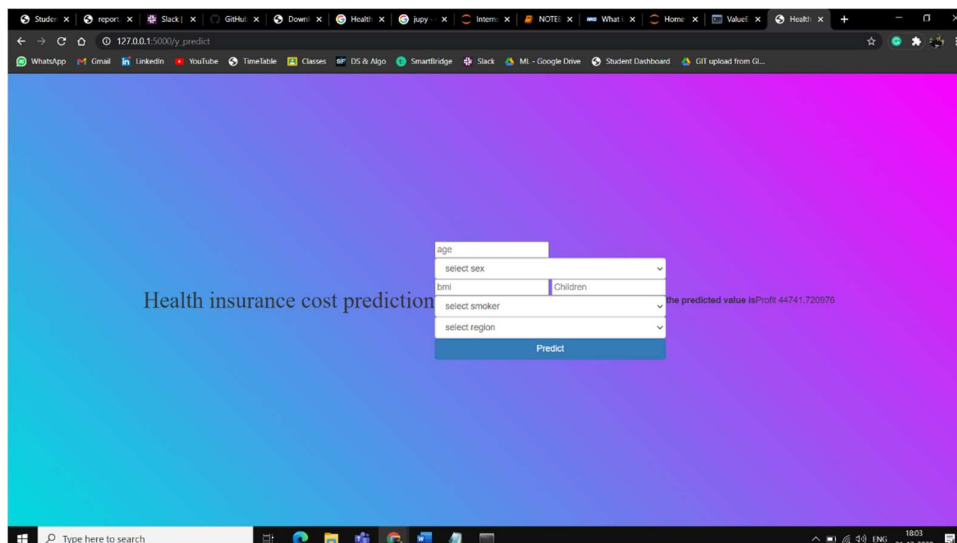 Studen
report
Slack |
GitHub
Downl
Health
jupy -
Interns
NOTE
What i
Home
ValueE
Health
127.0.0.1:5000/y_predict
WhatsApp Gmail LinkedIn YouTube TimeTable Classes DS & Algo SmartBridge Slack ML - Google Drive Student Dashboard GIT upload from Gl...
age
select sex
bmi Children
Health insurance cost prediction
the predicted value isProfit 44741.720976
select smoker
select region
Predict
Type here to search
ENG
18:03